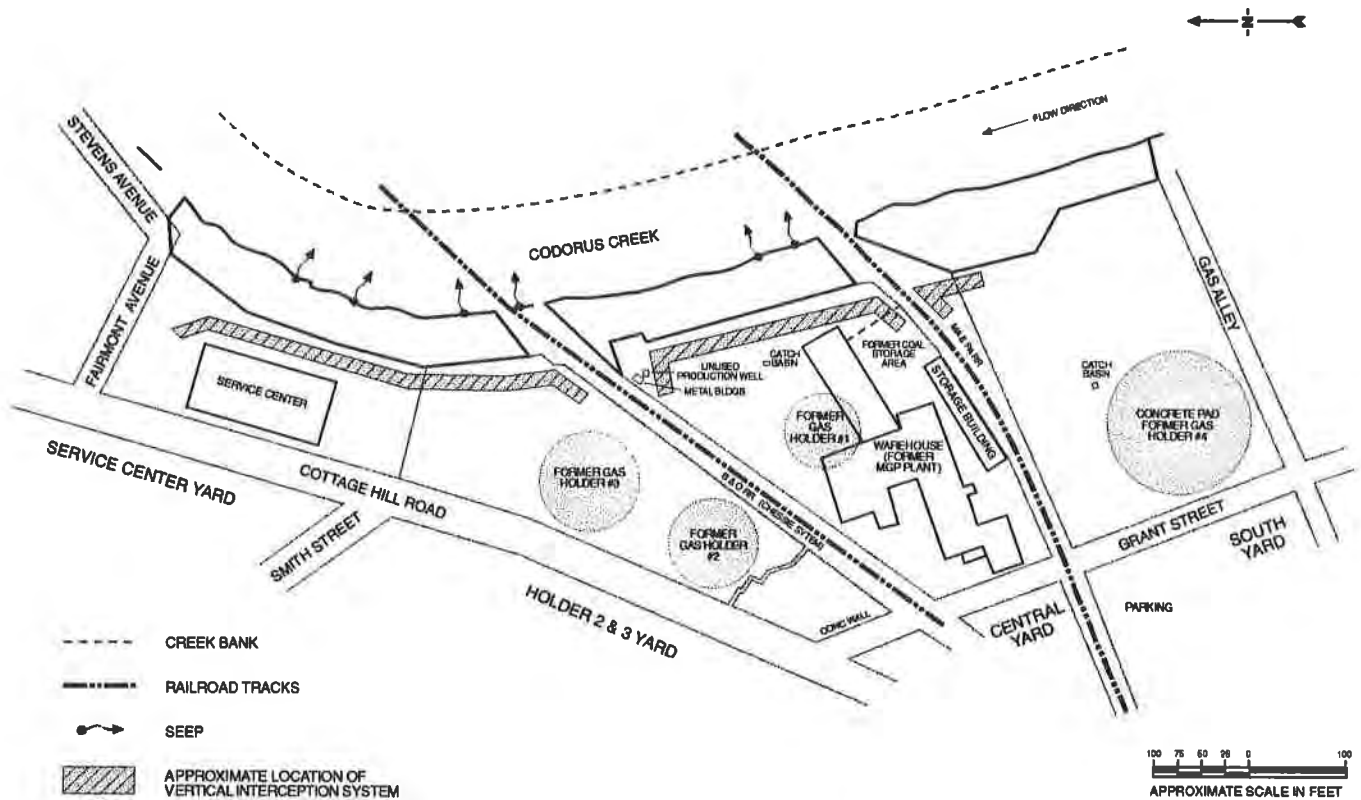 N
FLOW DIRECTION
STEVENS AVENUE
FAIRMONT AVENUE
CODORUS CREEK
GAS ALLEY
MA & PA RR
FORMER COAL
STORAGE
AREA
CATCH
BASIN
UNUSED
PRODUCTION WELL
METAL BLDGS
CATCH
BASIN
SERVICE CENTER
STORAGE BUILDING
FORMER
GAS
HOLDER #1
CONCRETE PAD
FORMER GAS
HOLDER #4
WAREHOUSE
(FORMER
MGP PLANT)
SERVICE CENTER YARD
COTTAGE HILL ROAD
FORMER GAS
HOLDER #3
B & O RR (CHESSIE SYTEM)
FORMER
GAS HOLDER
#2
SMITH STREET
GRANT STREET
SOUTH
YARD
HOLDER 2 & 3 YARD
CONC WALL
CENTRAL
YARD
PARKING
CREEK BANK
RAILROAD TRACKS
SEEP
APPROXIMATE LOCATION OF
VERTICAL INTERCEPTION SYSTEM
100 75 50 25 0 100
APPROXIMATE SCALE IN FEET